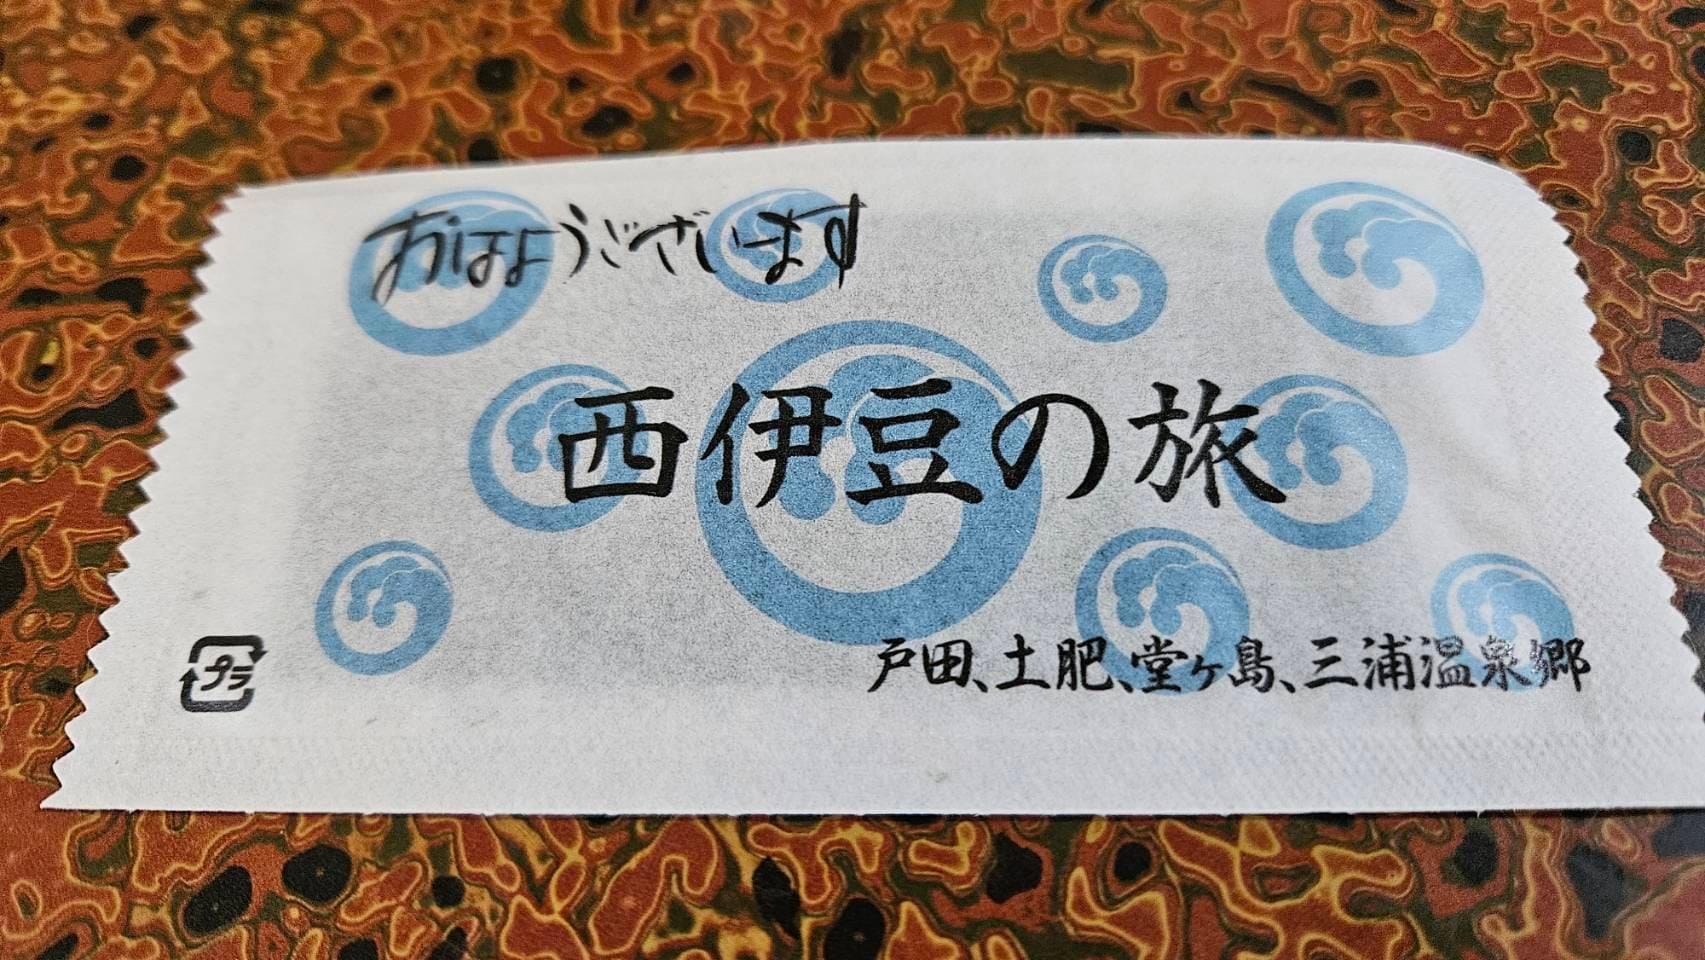 おはようございます
西伊豆の旅
戸田、土肥、堂ヶ島、三浦温泉郷
プラ